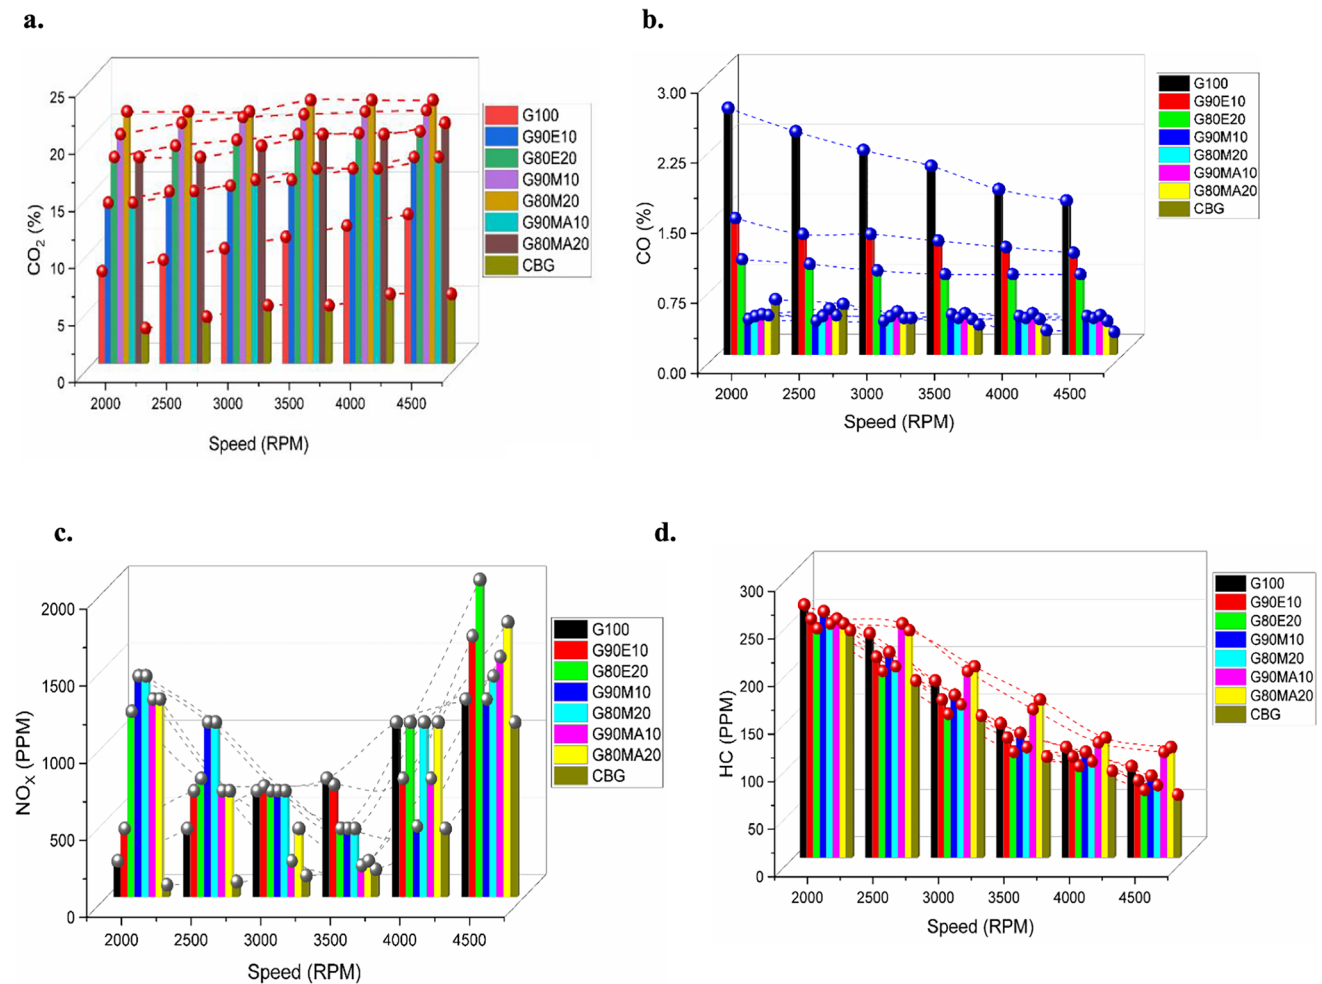 a.
CO2 (%)
25
20
15
10
5
0
2000 2500 3000 3500 4000 4500
Speed (RPM)
G100
G90E10
G80E20
G90M10
G80M20
G90MA10
G80MA20
CBG
b.
CO (%)
3.00
2.25
1.50
0.75
0.00
2000 2500 3000 3500 4000 4500
Speed (RPM)
G100
G90E10
G80E20
G90M10
G80M20
G90MA10
G80MA20
CBG
c.
NOX (PPM)
2000
1500
1000
500
0
2000 2500 3000 3500 4000 4500
Speed (RPM)
G100
G90E10
G80E20
G90M10
G80M20
G90MA10
G80MA20
CBG
d.
HC (PPM)
300
250
200
150
100
50
0
2000 2500 3000 3500 4000 4500
Speed (RPM)
G100
G90E10
G80E20
G90M10
G80M20
G90MA10
G80MA20
CBG